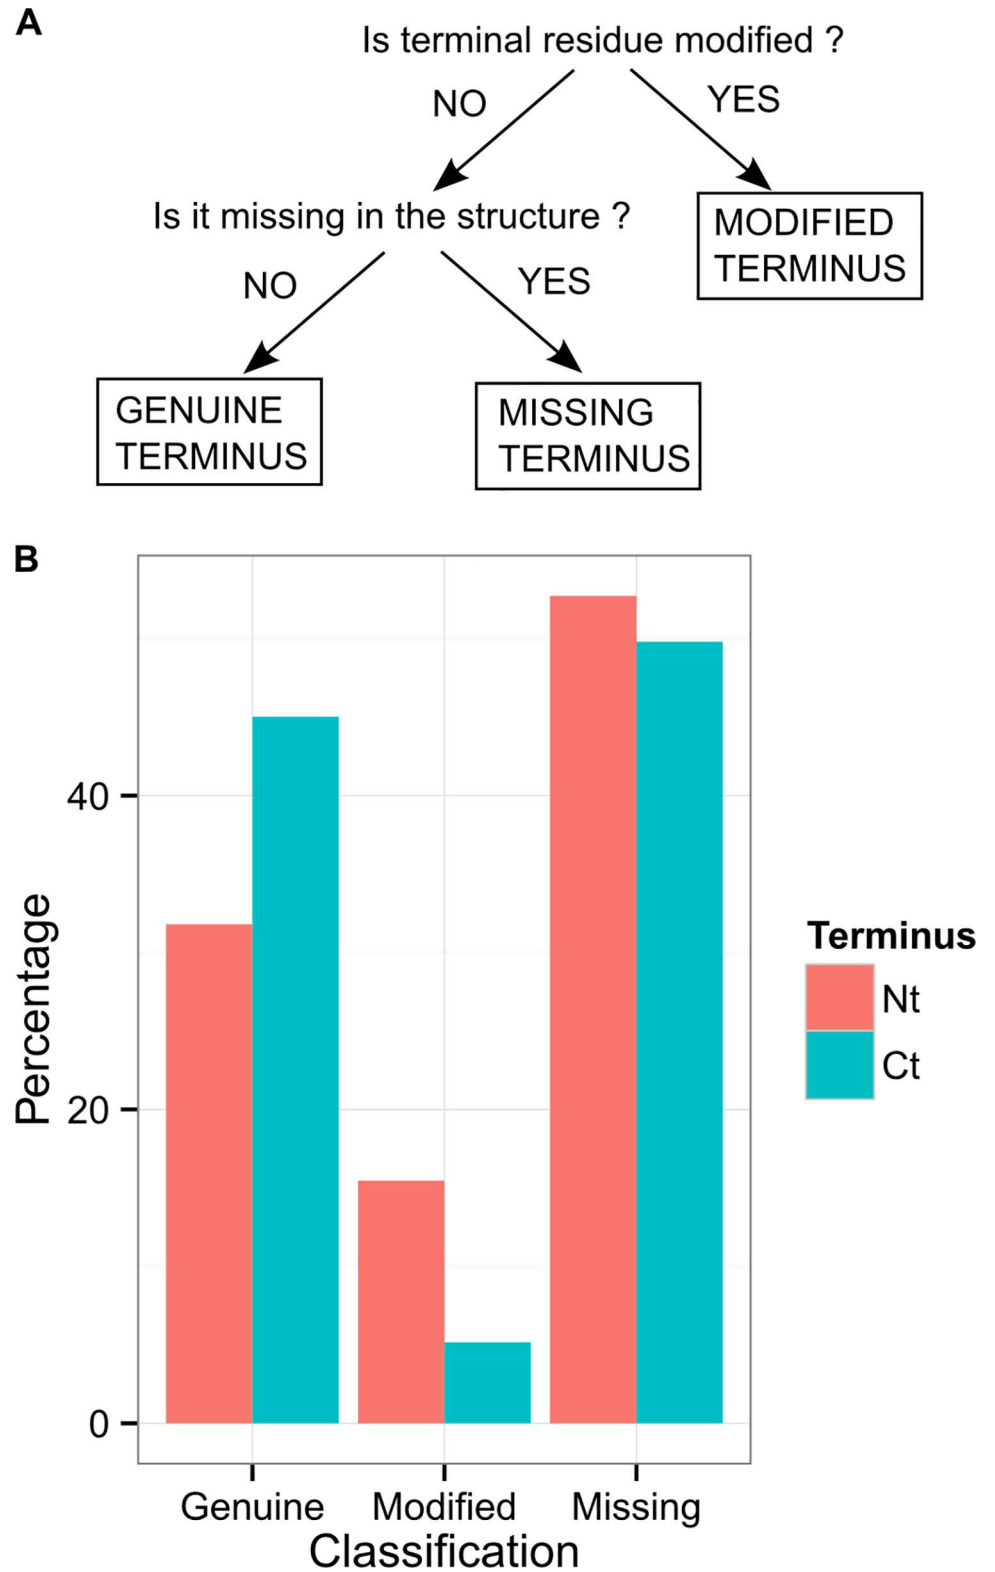 A
Is terminal residue modified ?
NO
YES
Is it missing in the structure ?
MODIFIED
TERMINUS
NO
YES
GENUINE
TERMINUS
MISSING
TERMINUS
B
40
20
0
Percentage
Genuine
Modified
Missing
Classification
Terminus
Nt
Ct